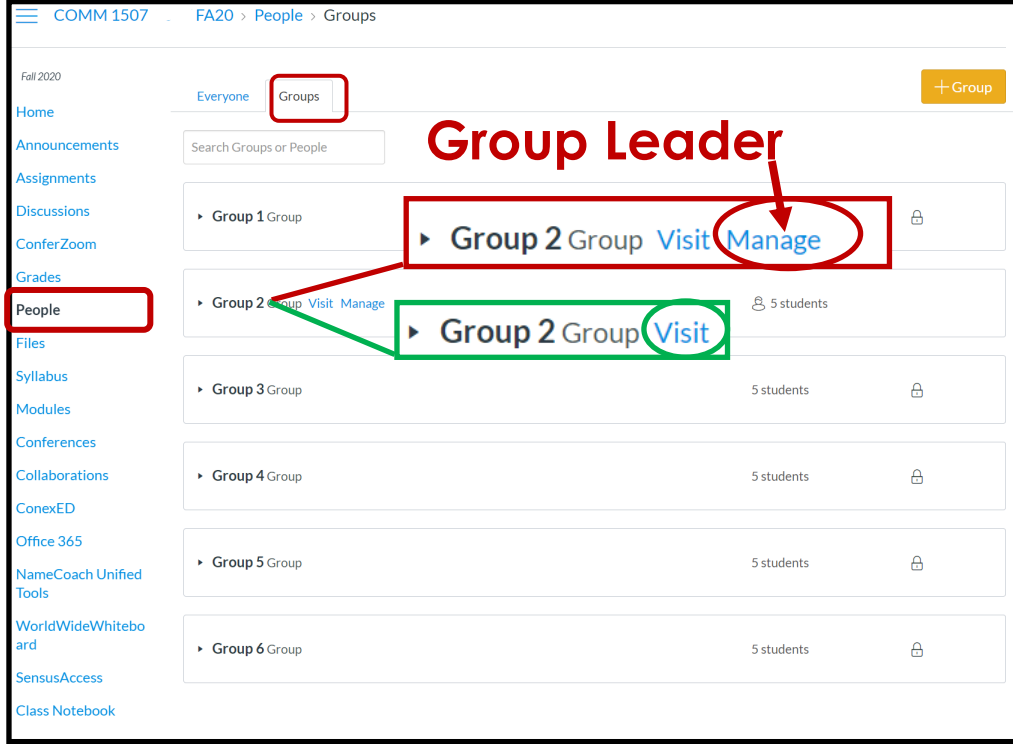 COMM 1507 FA20 > People > Groups
Fall 2020
Home
Announcements
Assignments
Discussions
ConferZoom
Grades
People
Files
Syllabus
Modules
Conferences
Collaborations
ConexED
Office 365
NameCoach Unified
Tools
WorldWideWhitebo
ard
SensusAccess
Class Notebook
Everyone Groups
+ Group
Search Groups or People
Group Leader
Group 1 Group
Group 2 Group Visit Manage
Group 2 Group Visit Manage 5 students
Group 2 Group Visit
Group 3 Group 5 students
Group 4 Group 5 students
Group 5 Group 5 students
Group 6 Group 5 students